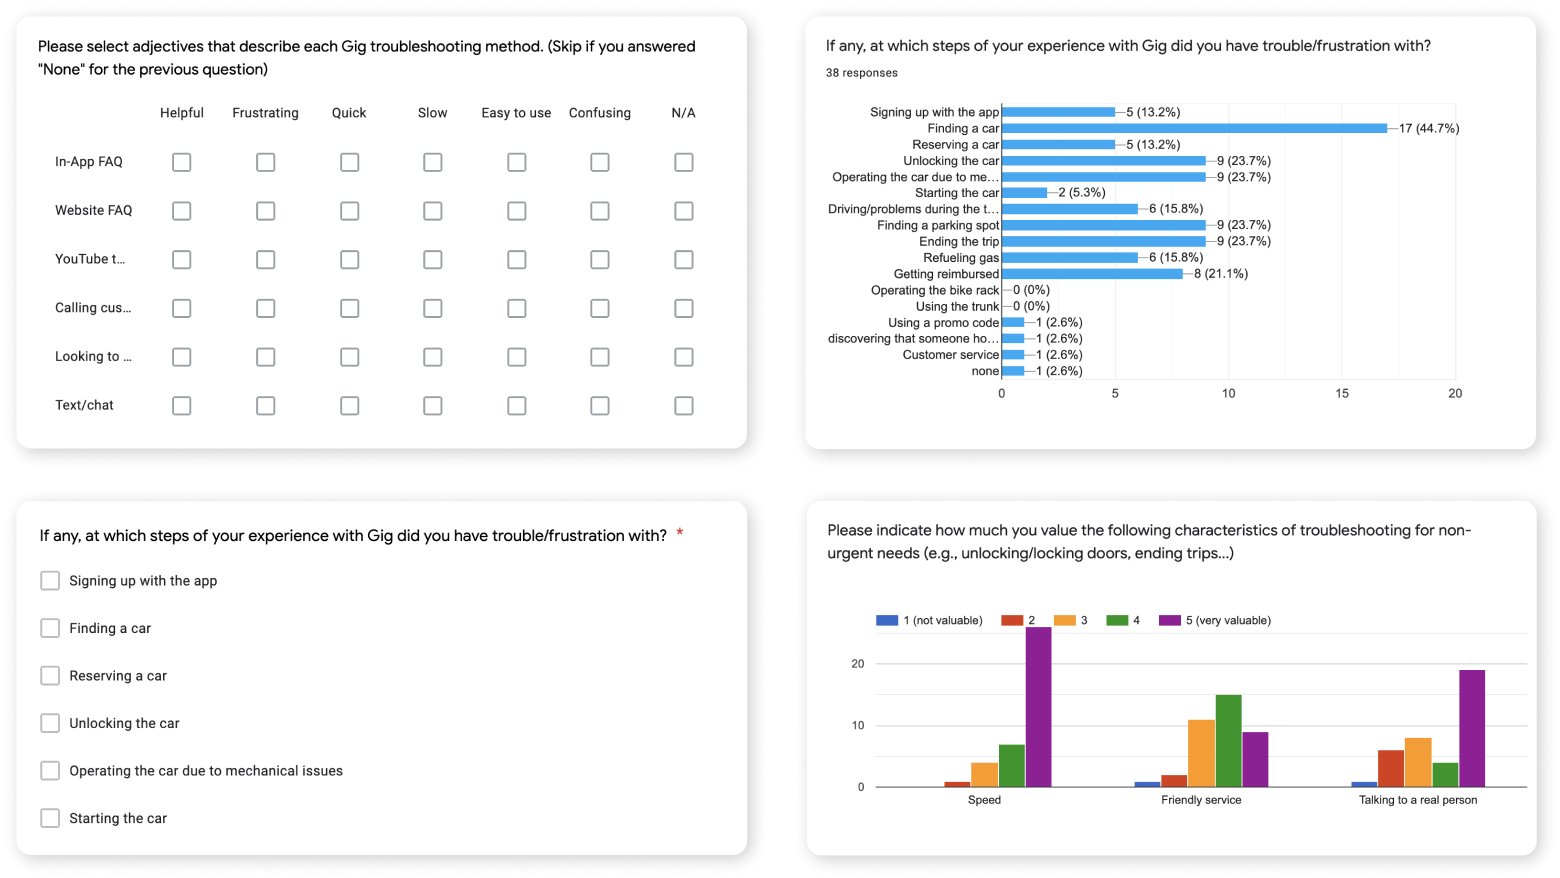 Please select adjectives that describe each Gig troubleshooting method. (Skip if you answered
"None" for the previous question)
Helpful Frustrating Quick Slow Easy to use Confusing N/A
In-App FAQ
Website FAQ
YouTube t...
Calling cus...
Looking to ...
Text/chat
If any, at which steps of your experience with Gig did you have trouble/frustration with?
38 responses
Signing up with the app 5 (13.2%)
Finding a car 17 (44.7%)
Reserving a car 5 (13.2%)
Unlocking the car 9 (23.7%)
Operating the car due to me... 9 (23.7%)
Starting the car 2 (5.3%)
Driving/problems during the t... 6 (15.8%)
Finding a parking spot 9 (23.7%)
Ending the trip 9 (23.7%)
Refueling gas 6 (15.8%)
Getting reimbursed 8 (21.1%)
Operating the bike rack 0 (0%)
Using the trunk 0 (0%)
Using a promo code 1 (2.6%)
discovering that someone ho... 1 (2.6%)
Customer service 1 (2.6%)
none 1 (2.6%)
0 5 10 15 20
If any, at which steps of your experience with Gig did you have trouble/frustration with? *
Signing up with the app
Finding a car
Reserving a car
Unlocking the car
Operating the car due to mechanical issues
Starting the car
Please indicate how much you value the following characteristics of troubleshooting for non-
urgent needs (e.g., unlocking/locking doors, ending trips...)
1 (not valuable) 2 3 4 5 (very valuable)
20
10
0
Speed Friendly service Talking to a real person